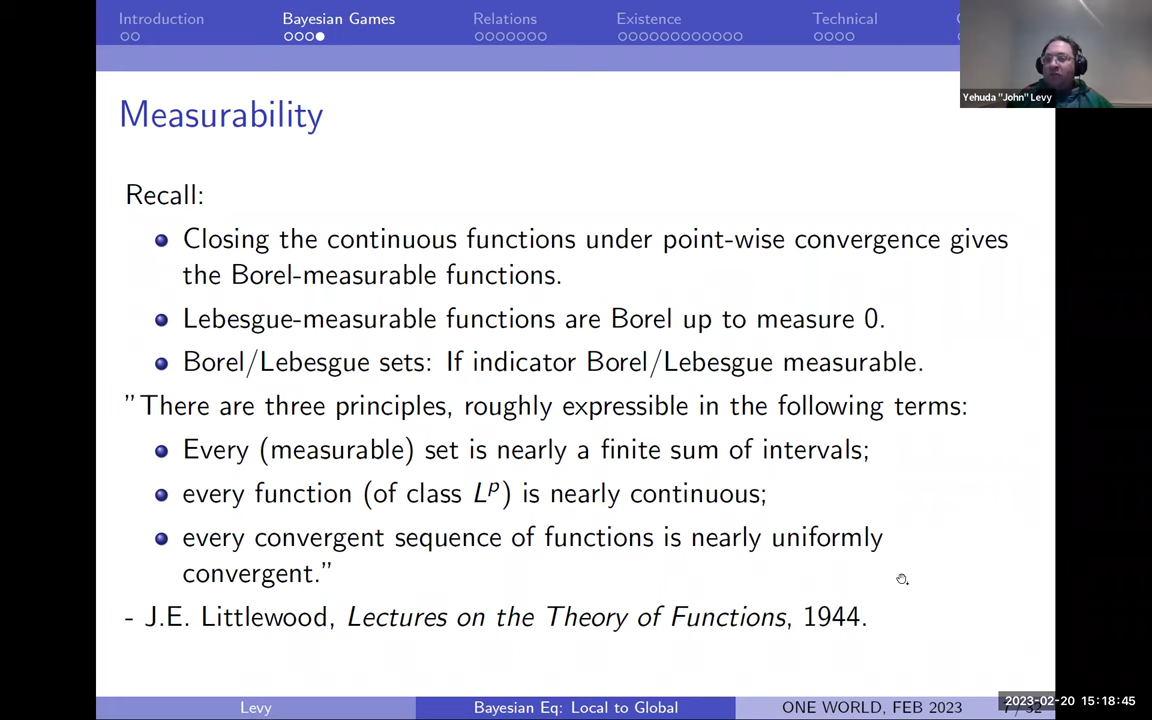 Introduction Bayesian Games Relations Existence Technical
Yehuda "John" Levy
Measurability
Recall:
Closing the continuous functions under point-wise convergence gives
the Borel-measurable functions.
Lebesgue-measurable functions are Borel up to measure 0.
Borel/Lebesgue sets: If indicator Borel/Lebesgue measurable.
"There are three principles, roughly expressible in the following terms:
Every (measurable) set is nearly a finite sum of intervals;
every function (of class Lᵖ) is nearly continuous;
every convergent sequence of functions is nearly uniformly
convergent."
- J.E. Littlewood, Lectures on the Theory of Functions, 1944.
Levy Bayesian Eq: Local to Global ONE WORLD, FEB 2023
2023-02-20 15:18:45